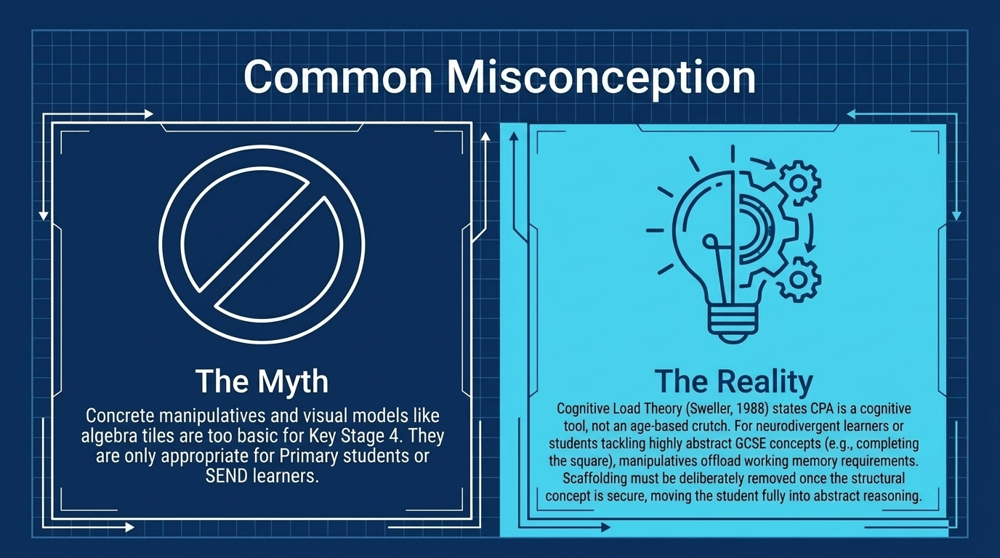 Common Misconception
The Myth
Concrete manipulatives and visual models like
algebra tiles are too basic for Key Stage 4. They
are only appropriate for Primary students or
SEND learners.
The Reality
Cognitive Load Theory (Sweller, 1988) states CPA is a cognitive
tool, not an age-based crutch. For neurodivergent learners or
students tackling highly abstract GCSE concepts (e.g., completing
the square), manipulatives offload working memory requirements.
Scaffolding must be deliberately removed once the structural
concept is secure, moving the student fully into abstract reasoning.